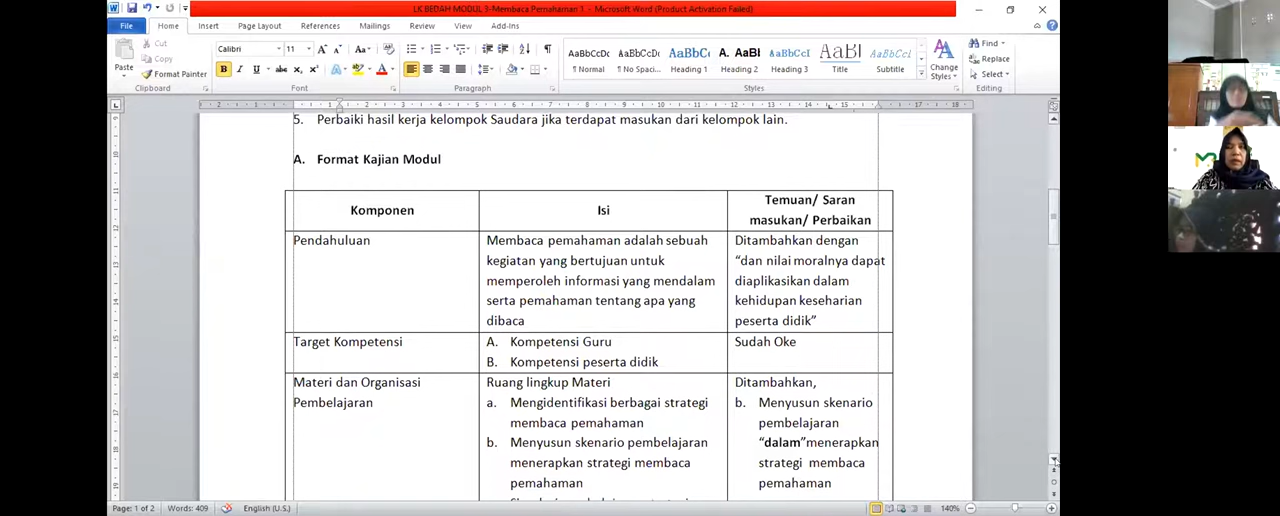 LK BEDAH MODUL 3-Membaca Pemahaman 1 - Microsoft Word (Product Activation Failed)
File Home Insert Page Layout References Mailings Review View Add-Ins
Paste
Cut
Copy
Format Painter
Clipboard
Calibri 11
Font
Paragraph
AaBbCcDc AaBbCcDc AaBbC( A. AaBB AaBbCcI AaBI AaBbCcI
¶ Normal ¶ No Spaci... Heading 1 Heading 2 Heading 3 Title Subtitle
Styles
Change Styles
Find
Replace
Select
Editing
5. Perbaiki hasil kerja kelompok Saudara jika terdapat masukan dari kelompok lain.
A. Format Kajian Modul
Komponen
Isi
Temuan/ Saran
masukan/ Perbaikan
Pendahuluan
Membaca pemahaman adalah sebuah
kegiatan yang bertujuan untuk
memperoleh informasi yang mendalam
serta pemahaman tentang apa yang
dibaca
Ditambahkan dengan
“dan nilai moralnya dapat
diaplikasikan dalam
kehidupan keseharian
peserta didik”
Target Kompetensi
A. Kompetensi Guru
B. Kompetensi peserta didik
Sudah Oke
Materi dan Organisasi
Pembelajaran
Ruang lingkup Materi
a. Mengidentifikasi berbagai strategi
membaca pemahaman
b. Menyusun skenario pembelajaran
menerapkan strategi membaca
pemahaman
Ditambahkan,
b. Menyusun skenario
pembelajaran
“dalam”menerapkan
strategi membaca
pemahaman
Page: 1 of 2 Words: 409 English (U.S.) 140%